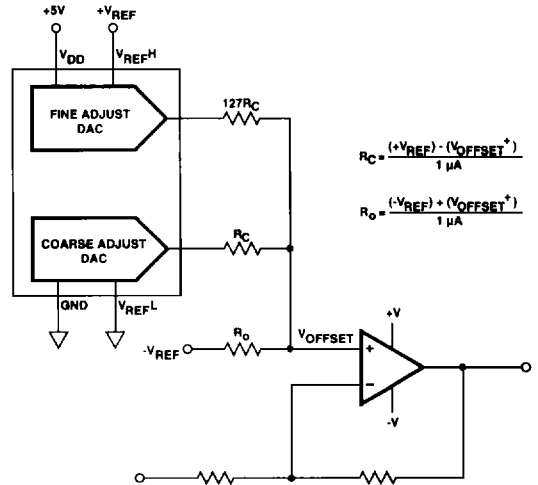 +5V
+VREF
VDD
VREFH
FINE ADJUST
DAC
127RC
RC = (+VREF) - (VOFFSET+)
1 µA
Ro = (-VREF) + (VOFFSET+)
1 µA
COARSE ADJUST
DAC
RC
GND
VREFL
-VREF
Ro
VOFFSET
+V
+
−
-V